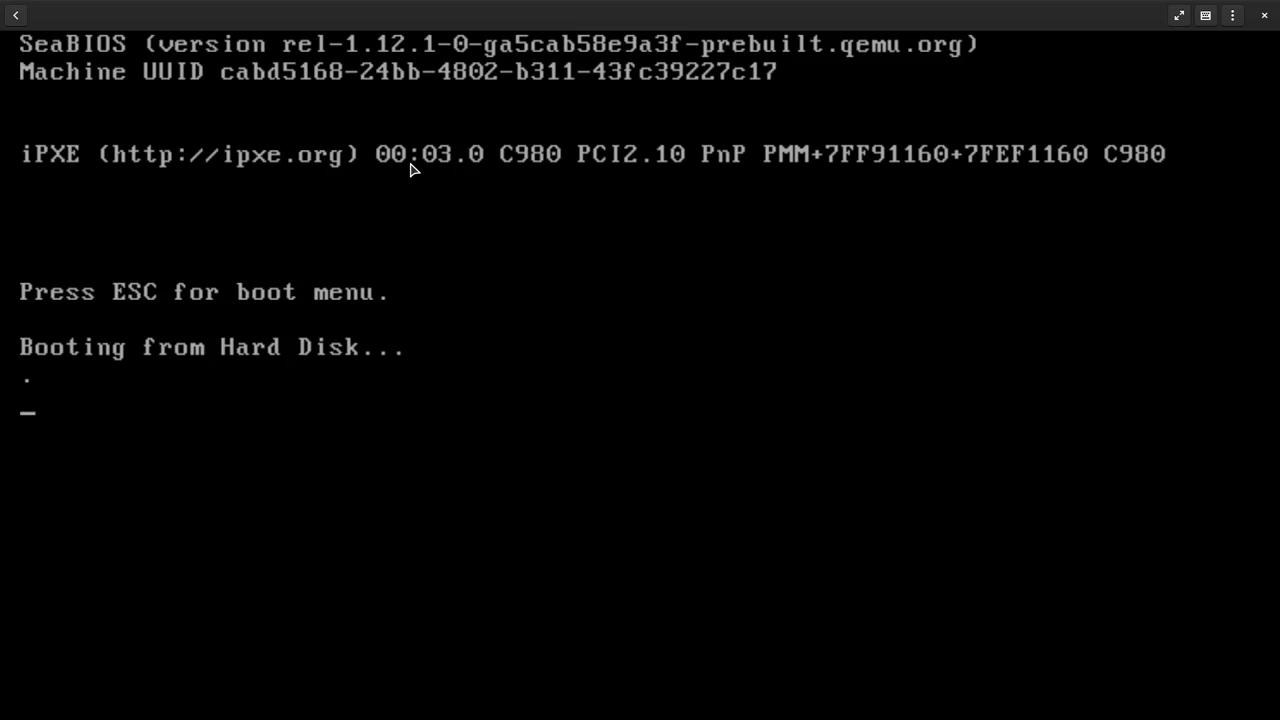 SeaBIOS (version rel-1.12.1-0-ga5cab58e9a3f-prebuilt.qemu.org)
Machine UUID cabd5168-24bb-4802-b311-43fc39227c17
iPXE (http://ipxe.org) 00:03.0 C980 PCI2.10 PnP PMM+7FF91160+7FEF1160 C980
Press ESC for boot menu.
Booting from Hard Disk...
.
_